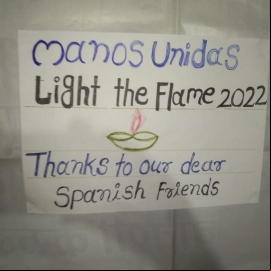 manos Unidas
Light the Flame 2022
Thanks to our dear
Spanish Friends